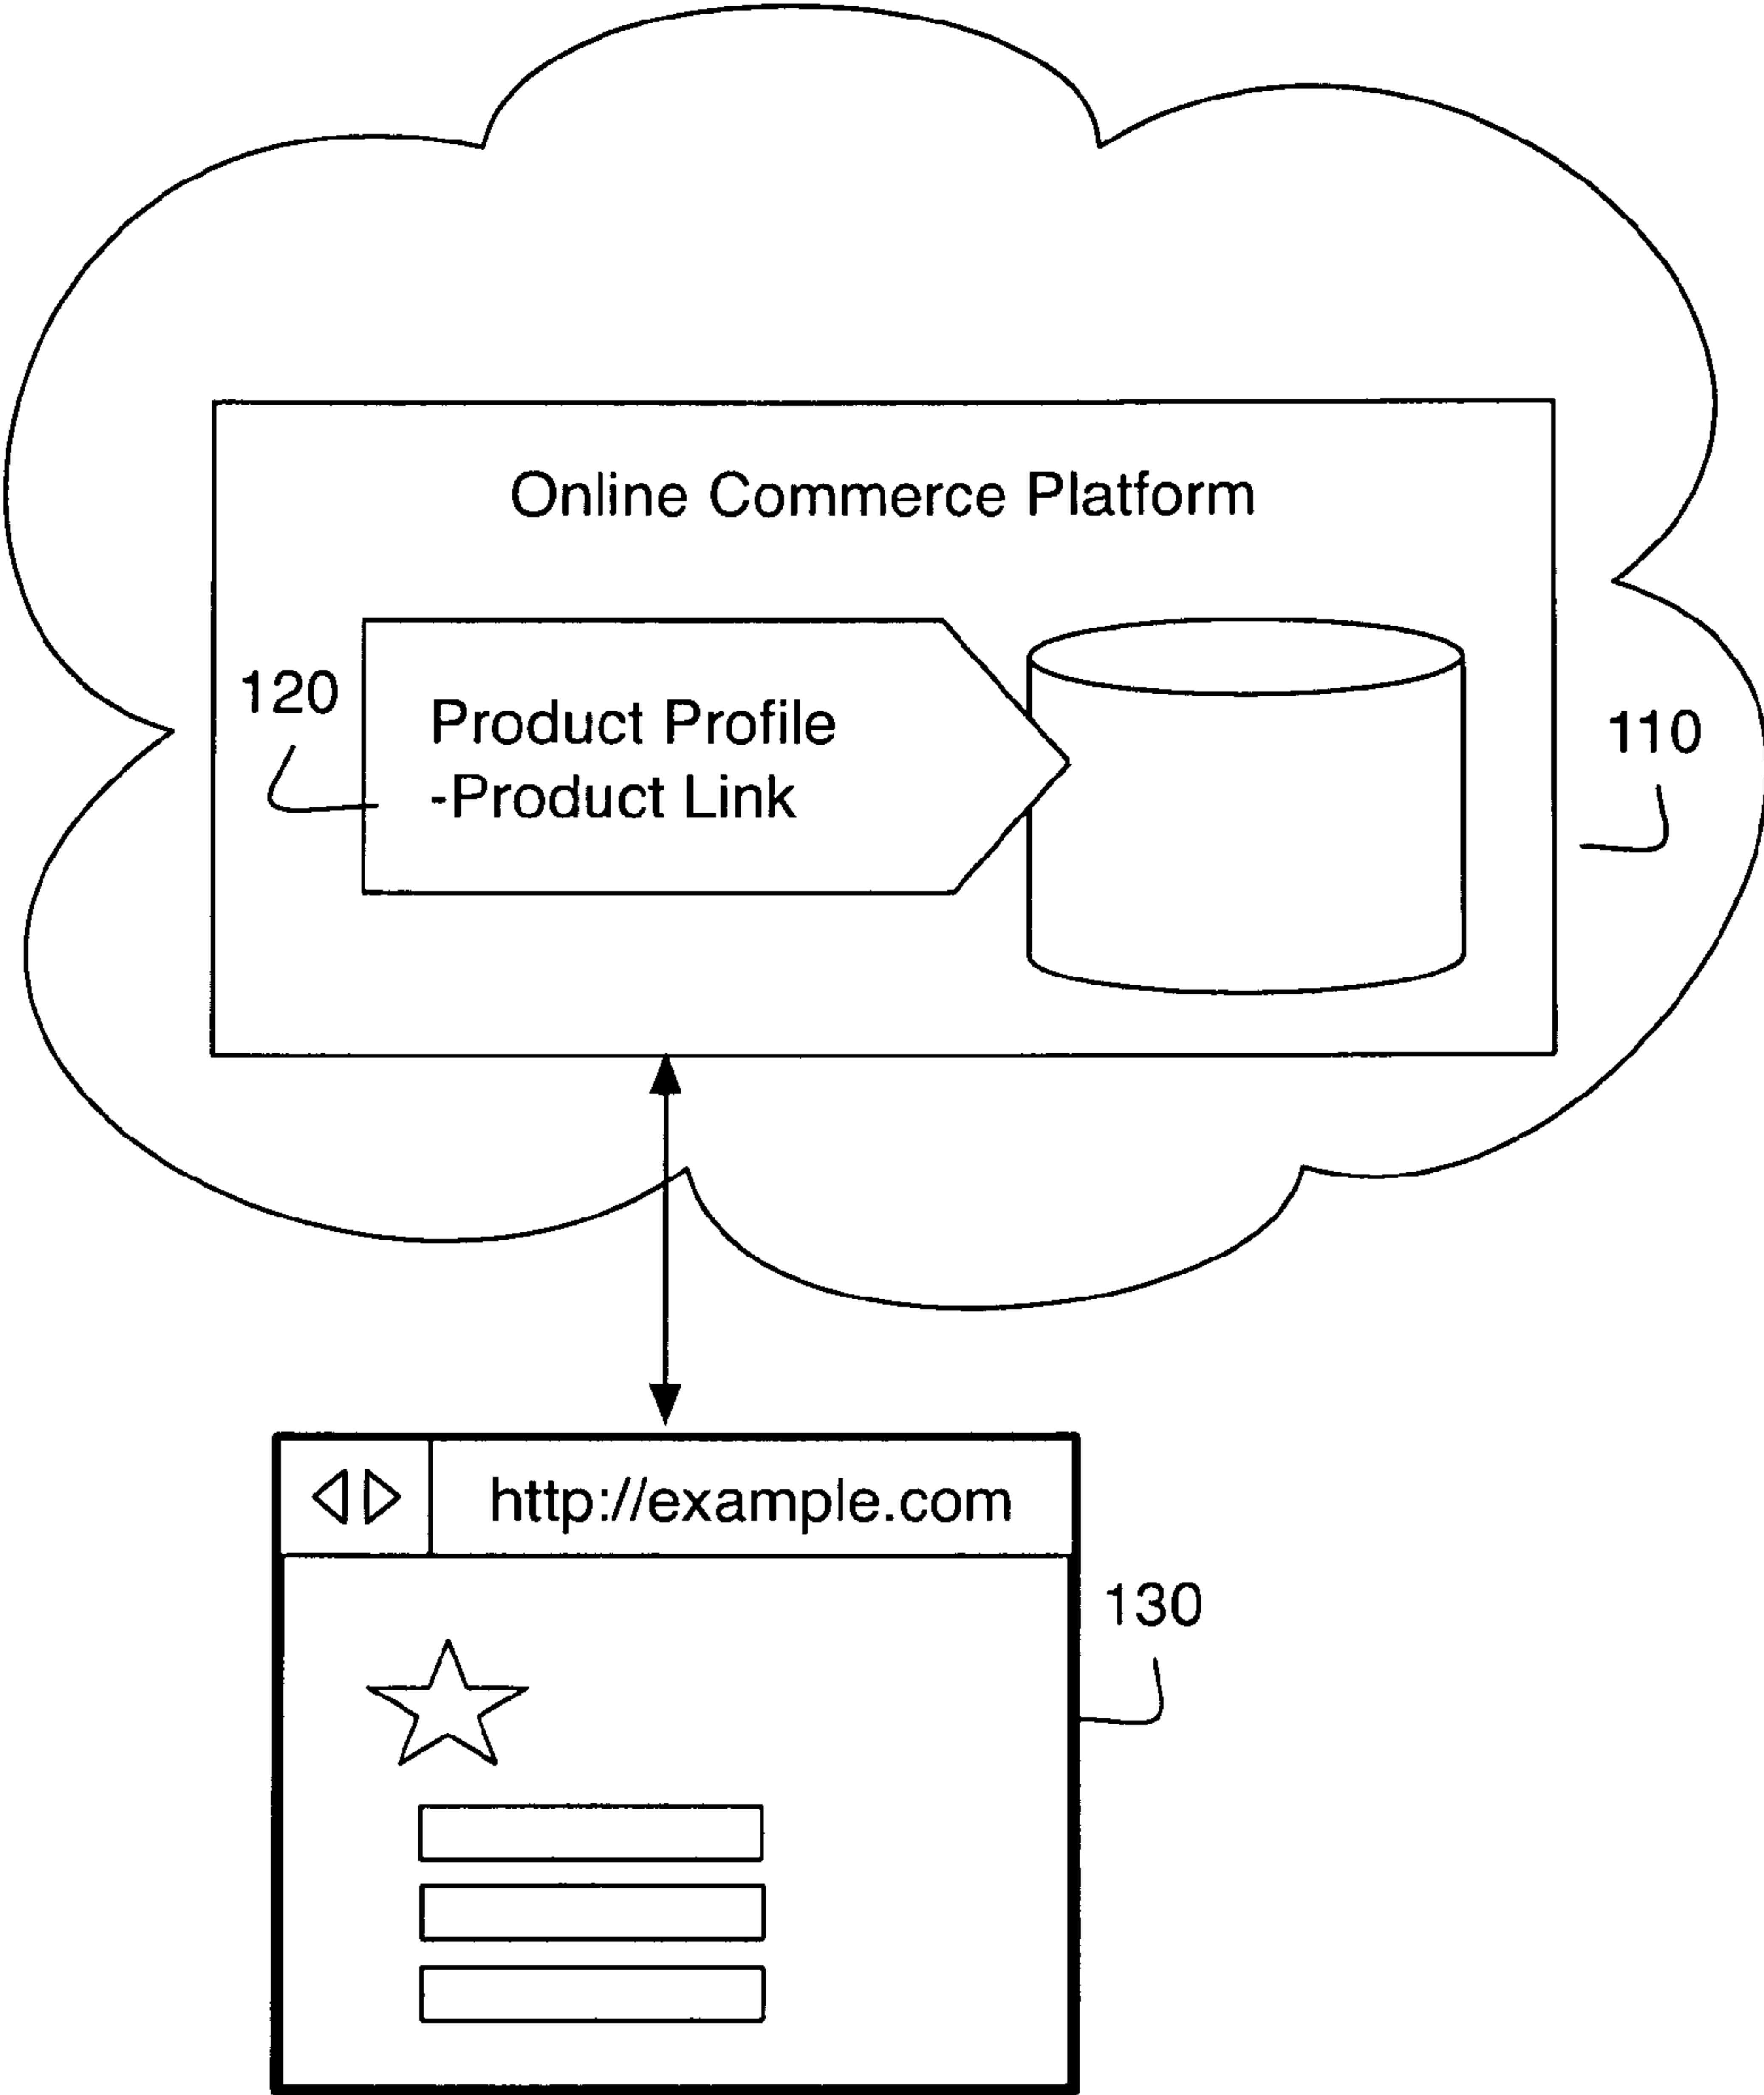 Online Commerce Platform
120
Product Profile
-Product Link
110
http://example.com
130